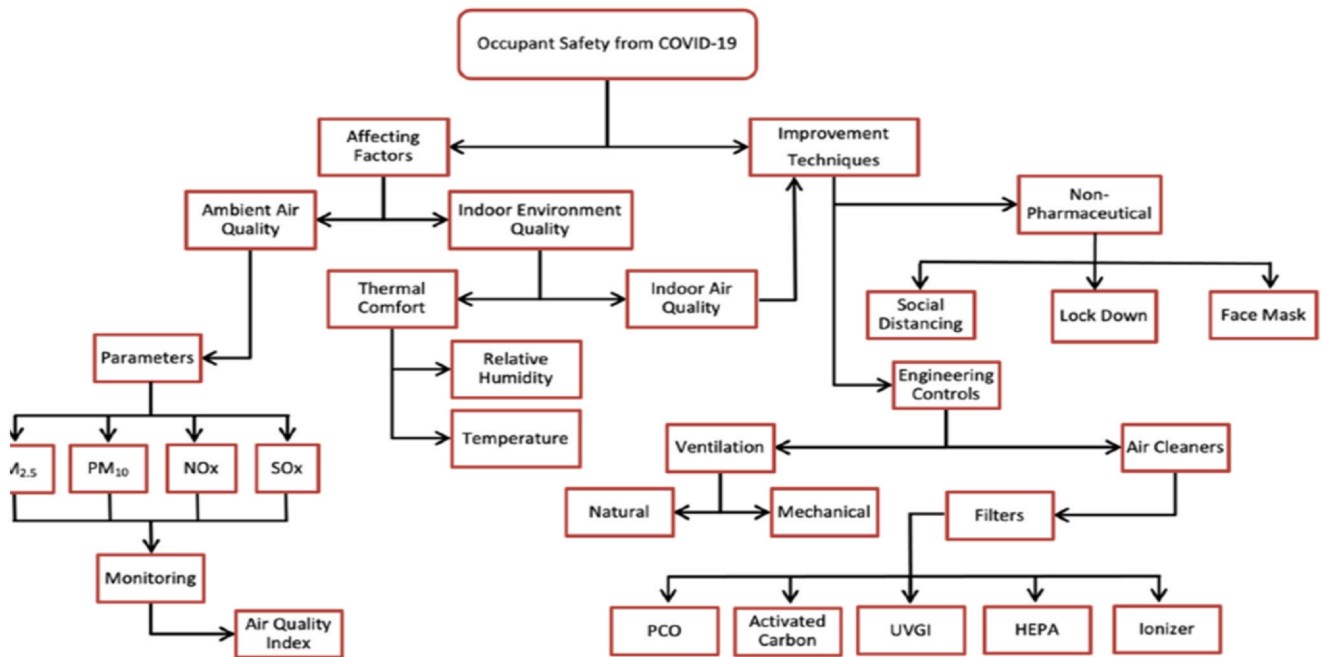 Occupant Safety from COVID-19
Affecting
Factors
Improvement
Techniques
Ambient Air
Quality
Indoor Environment
Quality
Non-
Pharmaceutical
Thermal
Comfort
Indoor Air
Quality
Social
Distancing
Lock Down
Face Mask
Parameters
Relative
Humidity
Temperature
Engineering
Controls
M2.5
PM10
NOx
SOx
Ventilation
Air Cleaners
Natural
Mechanical
Filters
Monitoring
Air Quality
Index
PCO
Activated
Carbon
UVGI
HEPA
Ionizer